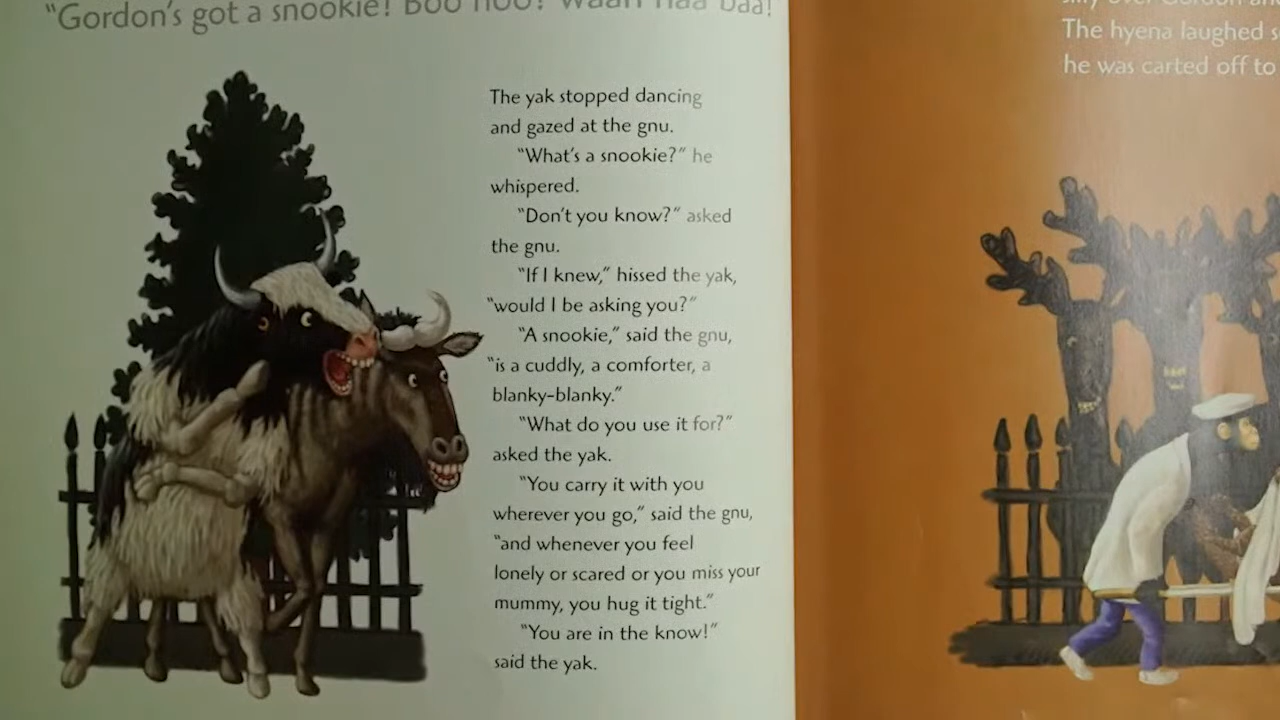 “Gordon’s got a snookie! Boo hoo! Waah haa baa!
The yak stopped dancing
and gazed at the gnu.
“What’s a snookie?” he
whispered.
“Don’t you know?” asked
the gnu.
“If I knew,” hissed the yak,
“would I be asking you?”
“A snookie,” said the gnu,
“is a cuddly, a comforter, a
blanky-blanky.”
“What do you use it for?”
asked the yak.
“You carry it with you
wherever you go,” said the gnu,
“and whenever you feel
lonely or scared or you miss your
mummy, you hug it tight.”
“You are in the know!”
said the yak.
silly over Gordon and
The hyena laughed s
he was carted off to